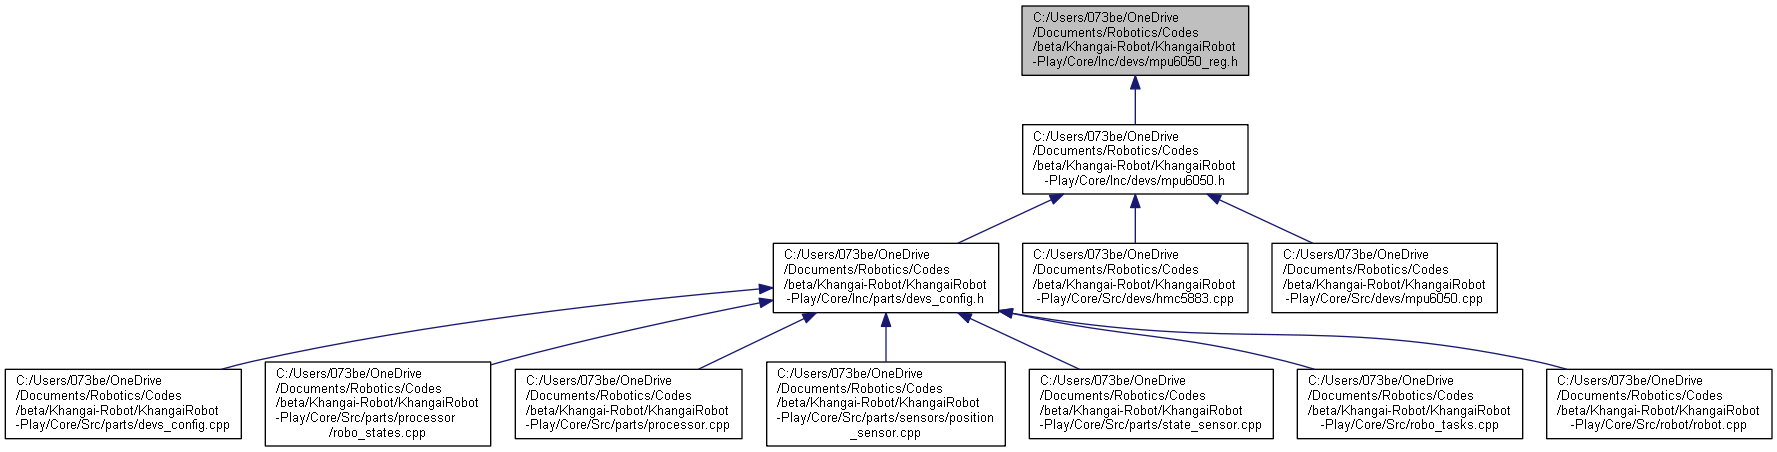 C:/Users/073be/OneDrive
/Documents/Robotics/Codes
/beta/Khangai-Robot/KhangaiRobot
-Play/Core/Inc/devs/mpu6050_reg.h
C:/Users/073be/OneDrive
/Documents/Robotics/Codes
/beta/Khangai-Robot/KhangaiRobot
-Play/Core/Inc/devs/mpu6050.h
C:/Users/073be/OneDrive
/Documents/Robotics/Codes
/beta/Khangai-Robot/KhangaiRobot
-Play/Core/Inc/parts/devs_config.h
C:/Users/073be/OneDrive
/Documents/Robotics/Codes
/beta/Khangai-Robot/KhangaiRobot
-Play/Core/Src/devs/hmc5883.cpp
C:/Users/073be/OneDrive
/Documents/Robotics/Codes
/beta/Khangai-Robot/KhangaiRobot
-Play/Core/Src/devs/mpu6050.cpp
C:/Users/073be/OneDrive
/Documents/Robotics/Codes
/beta/Khangai-Robot/KhangaiRobot
-Play/Core/Src/parts/devs_config.cpp
C:/Users/073be/OneDrive
/Documents/Robotics/Codes
/beta/Khangai-Robot/KhangaiRobot
-Play/Core/Src/parts/processor
/robo_states.cpp
C:/Users/073be/OneDrive
/Documents/Robotics/Codes
/beta/Khangai-Robot/KhangaiRobot
-Play/Core/Src/parts/processor.cpp
C:/Users/073be/OneDrive
/Documents/Robotics/Codes
/beta/Khangai-Robot/KhangaiRobot
-Play/Core/Src/parts/sensors/position
_sensor.cpp
C:/Users/073be/OneDrive
/Documents/Robotics/Codes
/beta/Khangai-Robot/KhangaiRobot
-Play/Core/Src/parts/state_sensor.cpp
C:/Users/073be/OneDrive
/Documents/Robotics/Codes
/beta/Khangai-Robot/KhangaiRobot
-Play/Core/Src/robo_tasks.cpp
C:/Users/073be/OneDrive
/Documents/Robotics/Codes
/beta/Khangai-Robot/KhangaiRobot
-Play/Core/Src/robot/robot.cpp